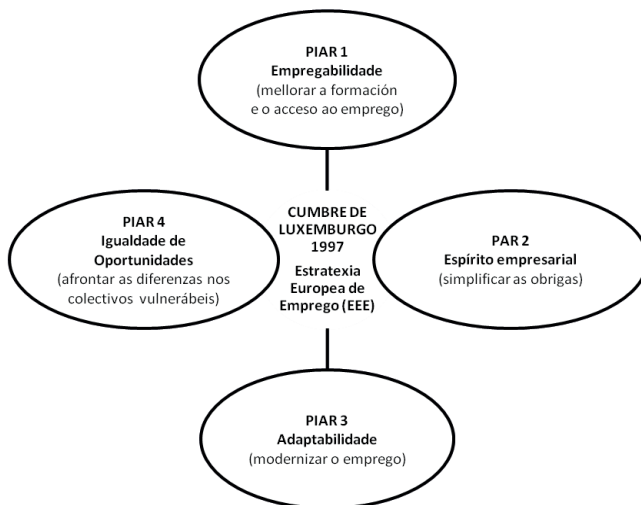 PIAR 1
Empregabilidade
(mellorar a formación
e o acceso ao emprego)
PIAR 4
Igualdade de
Oportunidades
(afrontar as diferenzas nos
colectivos vulnerábeis)
CUMBRE DE
LUXEMBURGO
1997
Estratexia
Europea de
Emprego (EEE)
PAR 2
Espírito empresarial
(simplificar as obrigas)
PIAR 3
Adaptabilidade
(modernizar o emprego)